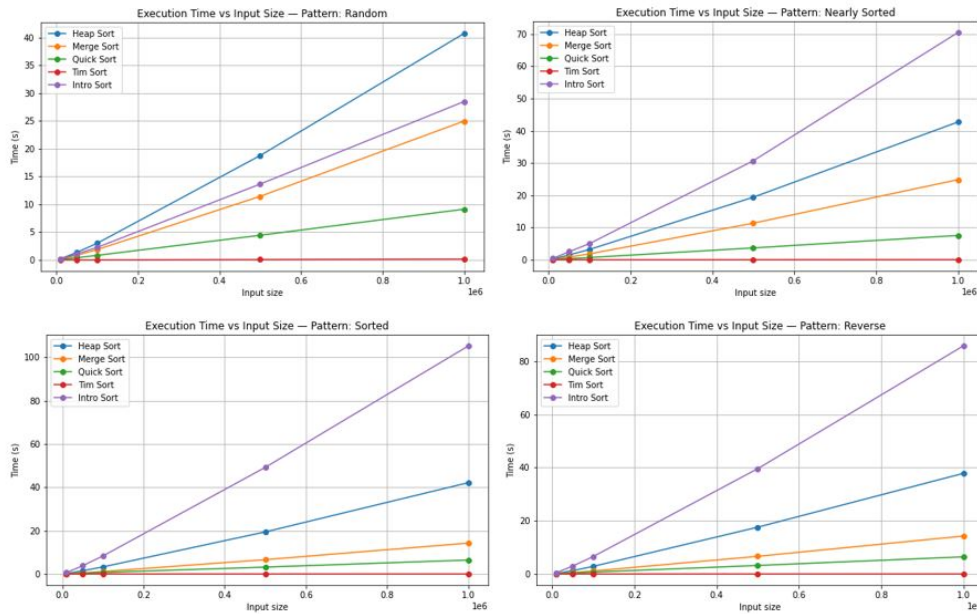 Execution Time vs Input Size — Pattern: Random
Heap Sort
Merge Sort
Quick Sort
Tim Sort
Intro Sort
Time (s)
40
35
30
25
20
15
10
5
0
0.0 0.2 0.4 0.6 0.8 1.0
1e6
Input size
Execution Time vs Input Size — Pattern: Nearly Sorted
Heap Sort
Merge Sort
Quick Sort
Tim Sort
Intro Sort
Time (s)
70
60
50
40
30
20
10
0
0.0 0.2 0.4 0.6 0.8 1.0
1e6
Input size
Execution Time vs Input Size — Pattern: Sorted
Heap Sort
Merge Sort
Quick Sort
Tim Sort
Intro Sort
Time (s)
100
80
60
40
20
0
0.0 0.2 0.4 0.6 0.8 1.0
1e6
Input size
Execution Time vs Input Size — Pattern: Reverse
Heap Sort
Merge Sort
Quick Sort
Tim Sort
Intro Sort
Time (s)
80
60
40
20
0
0.0 0.2 0.4 0.6 0.8 1.0
1e6
Input size